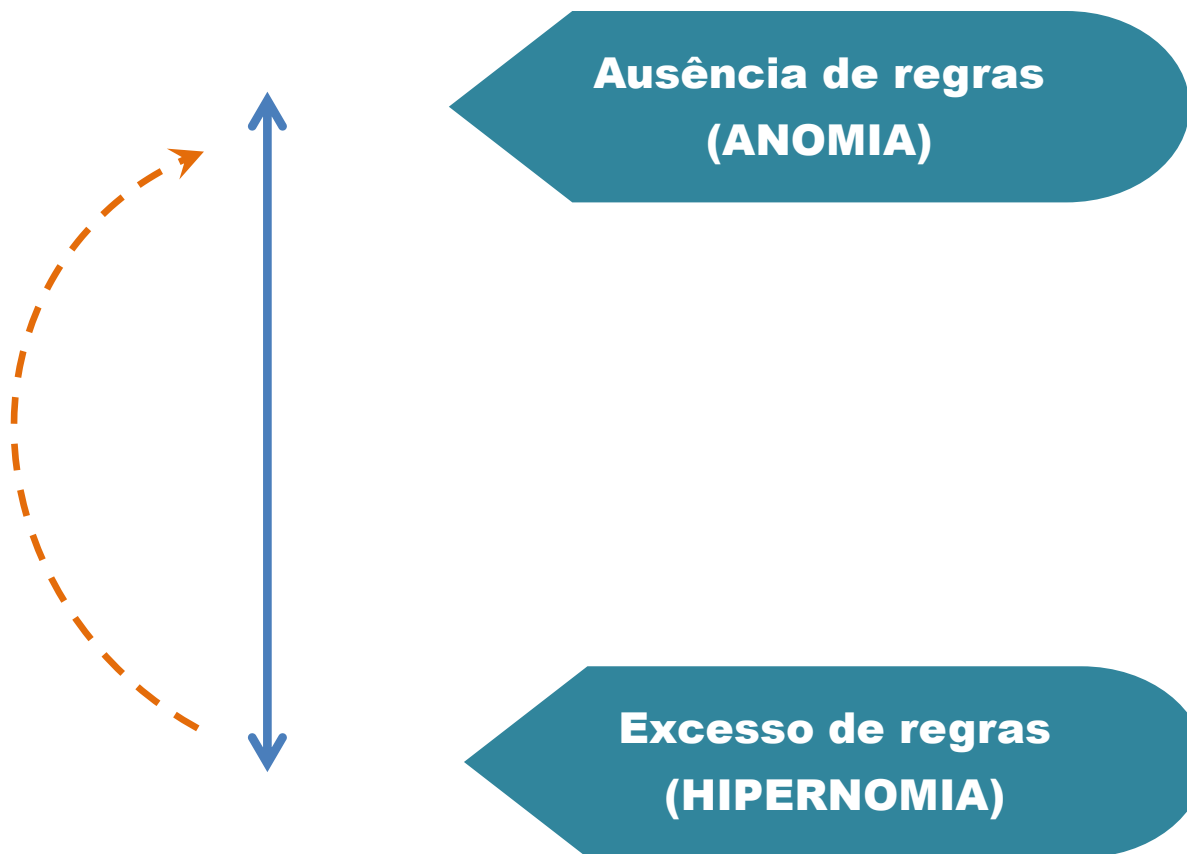 Ausência de regras
(ANOMIA)
Excesso de regras
(HIPERNOMIA)